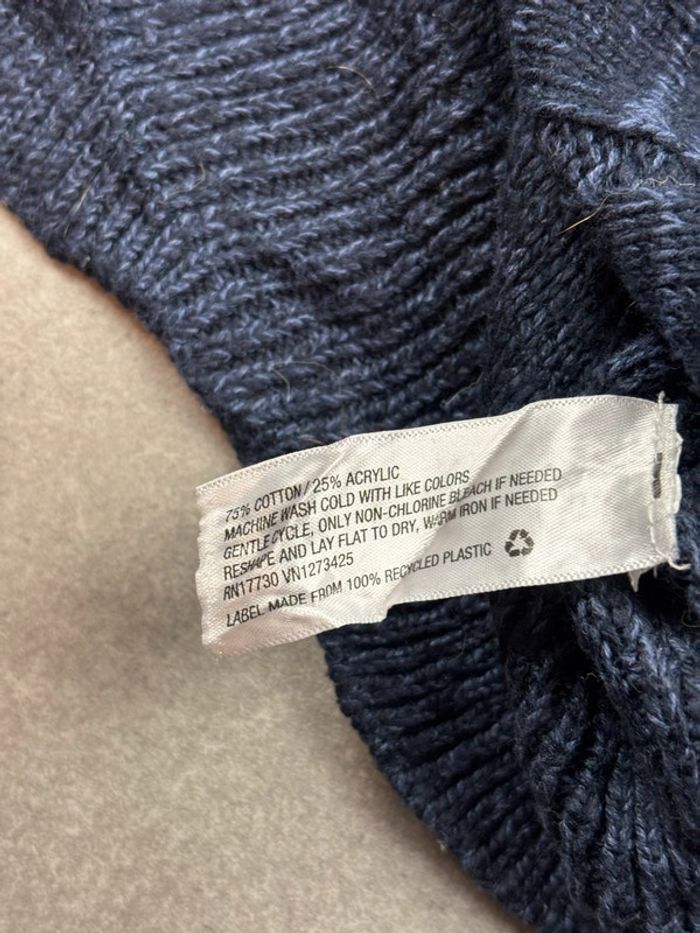 75% COTTON / 25% ACRYLIC
MACHINE WASH COLD WITH LIKE COLORS
GENTLE CYCLE, ONLY NON-CHLORINE BLEACH IF NEEDED
RESHAPE AND LAY FLAT TO DRY, WARM IRON IF NEEDED
RN17730 VN1273425
LABEL MADE FROM 100% RECYCLED PLASTIC